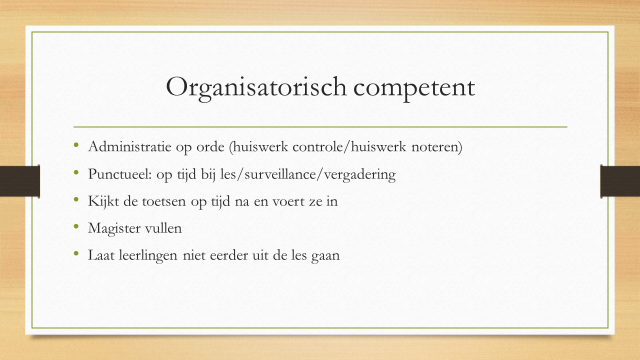 Organisatorisch competent
• Administratie op orde (huiswerk controle/huiswerk noteren)
• Punctueel: op tijd bij les/surveillance/vergadering
• Kijkt de toetsen op tijd na en voert ze in
• Magister vullen
• Laat leerlingen niet eerder uit de les gaan